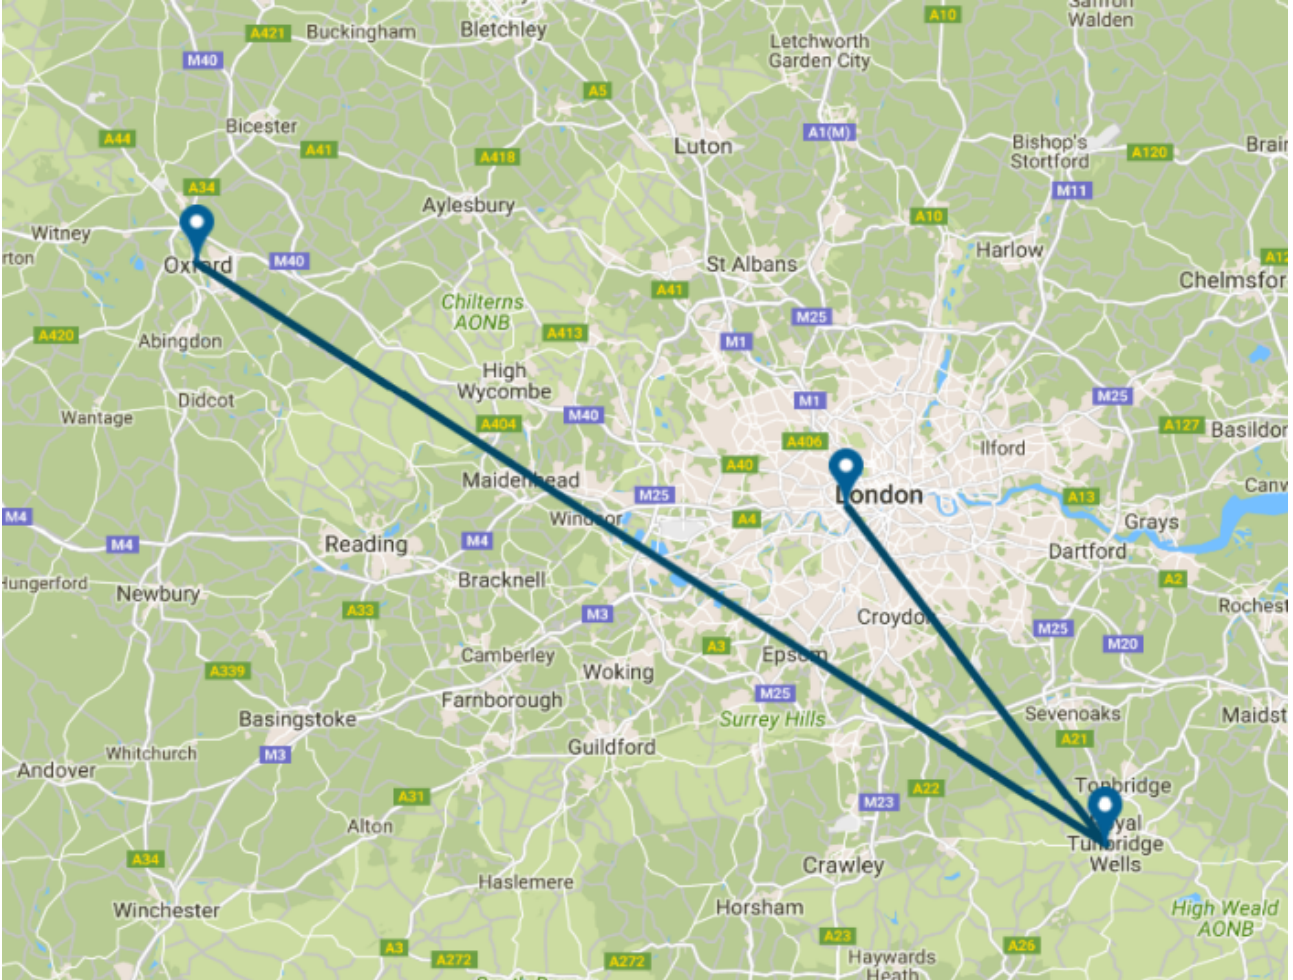 Saffron
Walden
A10
A421
Buckingham
Bletchley
Letchworth
Garden City
M40
A5
Bicester
A44
A41
A418
Luton
A1(M)
Bishop's
Stortford
A120
M11
A34
Aylesbury
A10
Witney
Oxford
M40
St Albans
Harlow
A41
Chelmsfor
Chilterns
AONB
M25
A420
Abingdon
A413
M1
High
Wycombe
Didcot
M40
M1
M25
Wantage
A404
A406
A127
Basildon
Ilford
A40
Maidenhead
M25
London
A13
M4
Windsor
A4
Grays
M4
Reading
M4
Dartford
Hungerford
Newbury
Bracknell
A2
A33
M3
Croydon
Rochest
M25
M20
A3
Epsom
Camberley
Woking
A339
Farnborough
M25
Surrey Hills
Sevenoaks
Maidst
Basingstoke
A21
Whitchurch
M3
Guildford
Andover
Tonbridge
A31
A22
M23
Alton
Royal
Tunbridge
Wells
A34
Crawley
Haslemere
Winchester
Horsham
High Weald
AONB
A3
A272
A272
A23
A26
Haywards
Heath